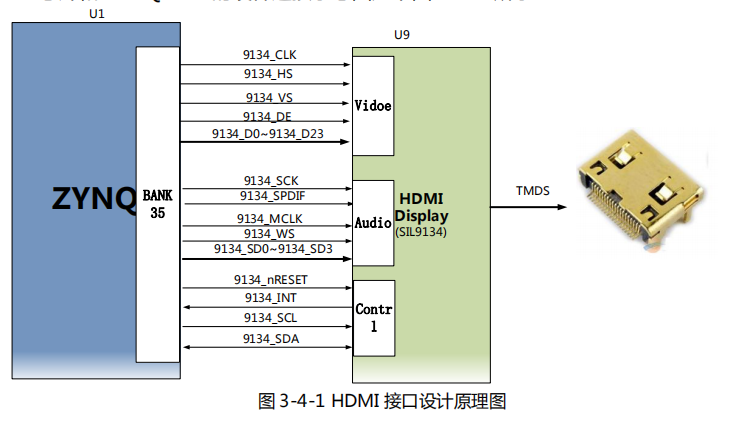 U1
U9
9134_CLK
9134_HS
9134_VS
9134_DE
9134_D0~9134_D23
Vidoe
ZYNQ
BANK
35
9134_SCK
9134_SPDIF
9134_MCLK
9134_WS
9134_SD0~9134_SD3
Audio
HDMI
Display
(SIL9134)
TMDS
9134_nRESET
9134_INT
9134_SCL
9134_SDA
Contr
l
图 3-4-1 HDMI 接口设计原理图